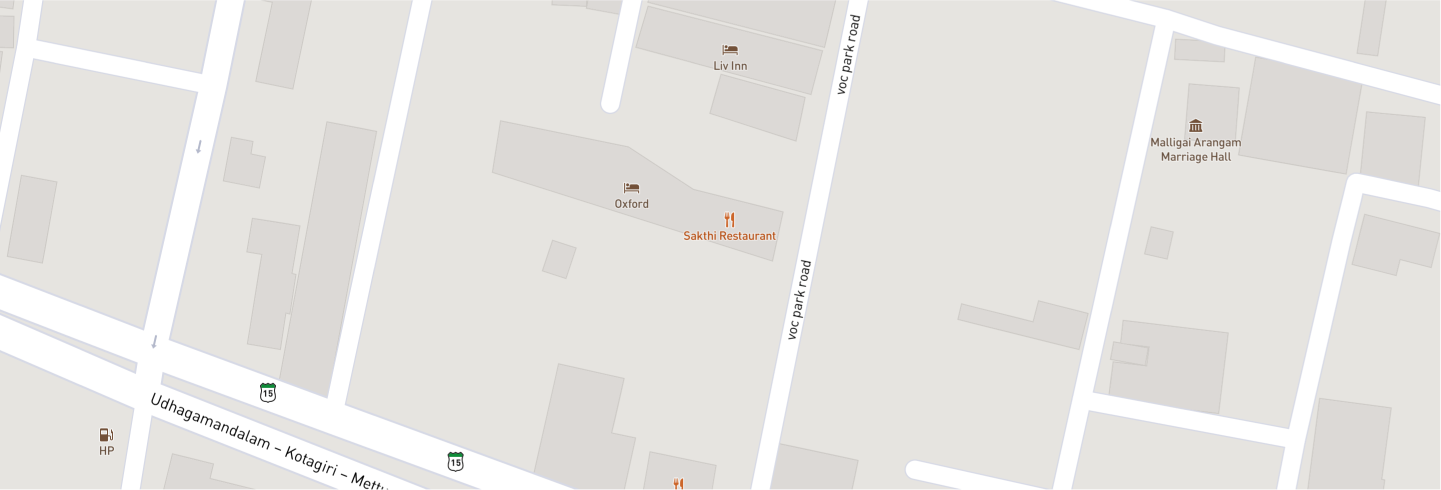 voc park road
Liv Inn
Malligai Arangam
Marriage Hall
Oxford
Sakthi Restaurant
voc park road
15
Udhagamandalam – Kotagiri –
HP
15